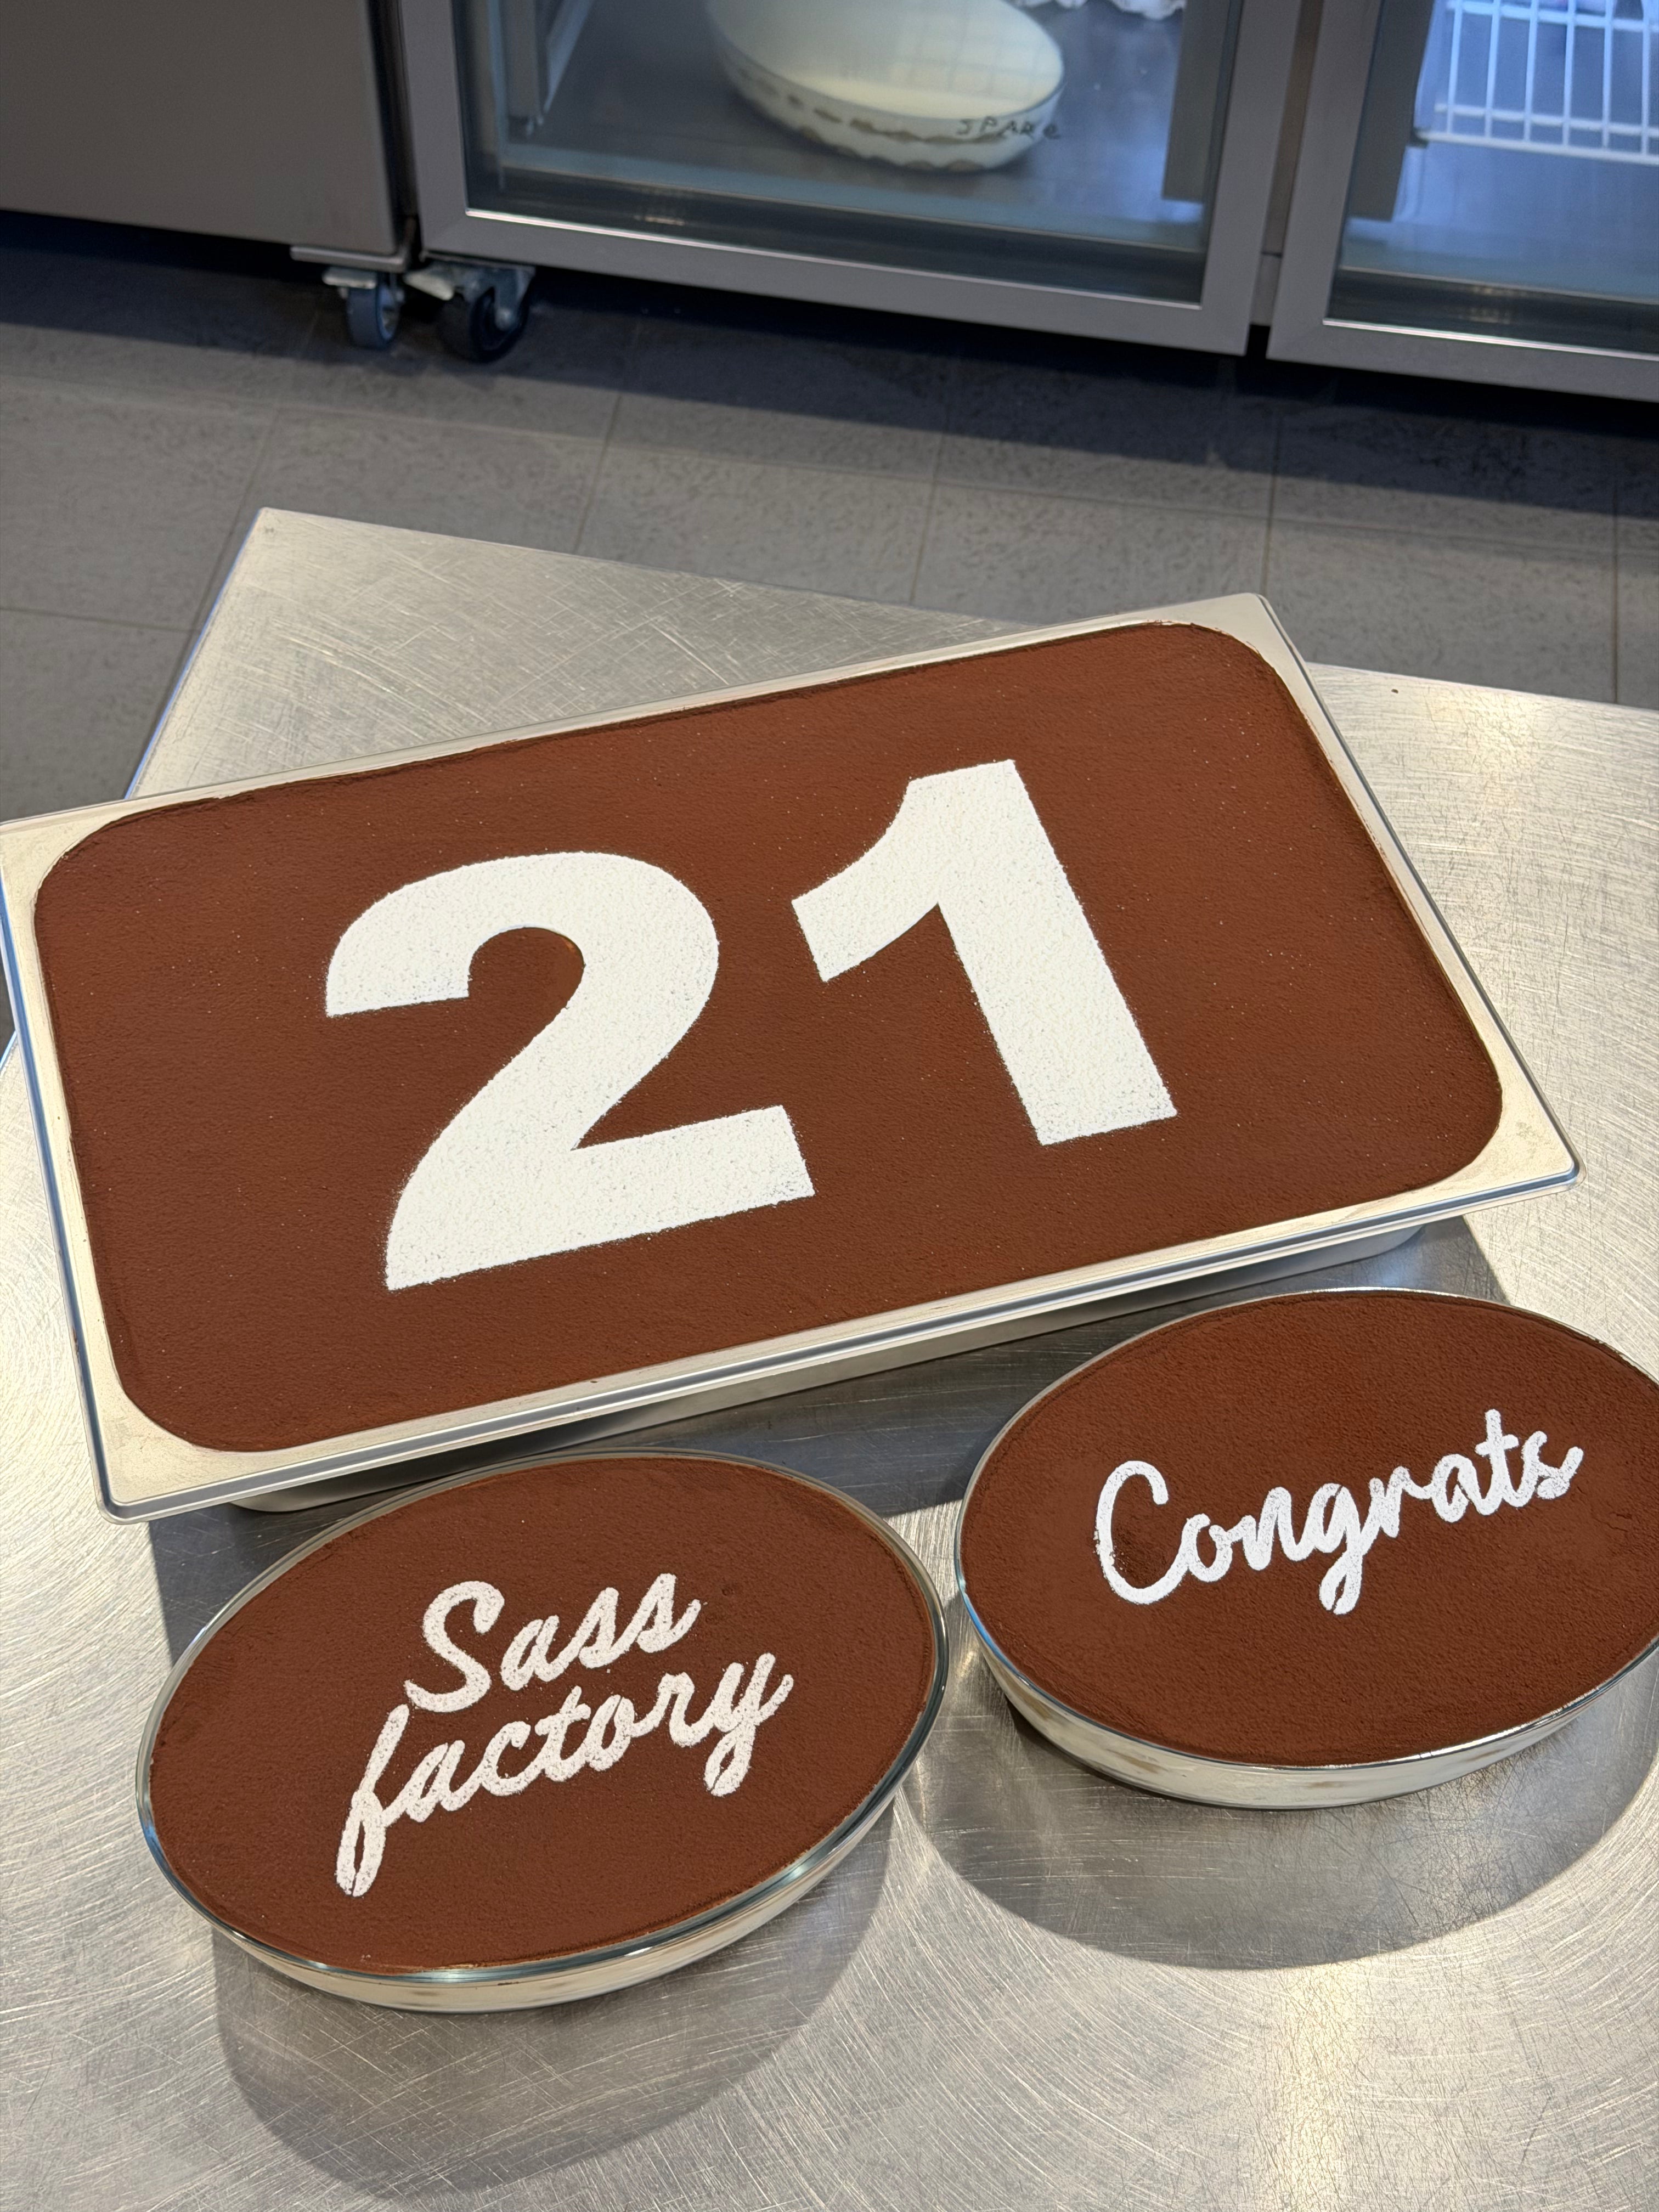 SPARE
21
Congrats
Sass
factory